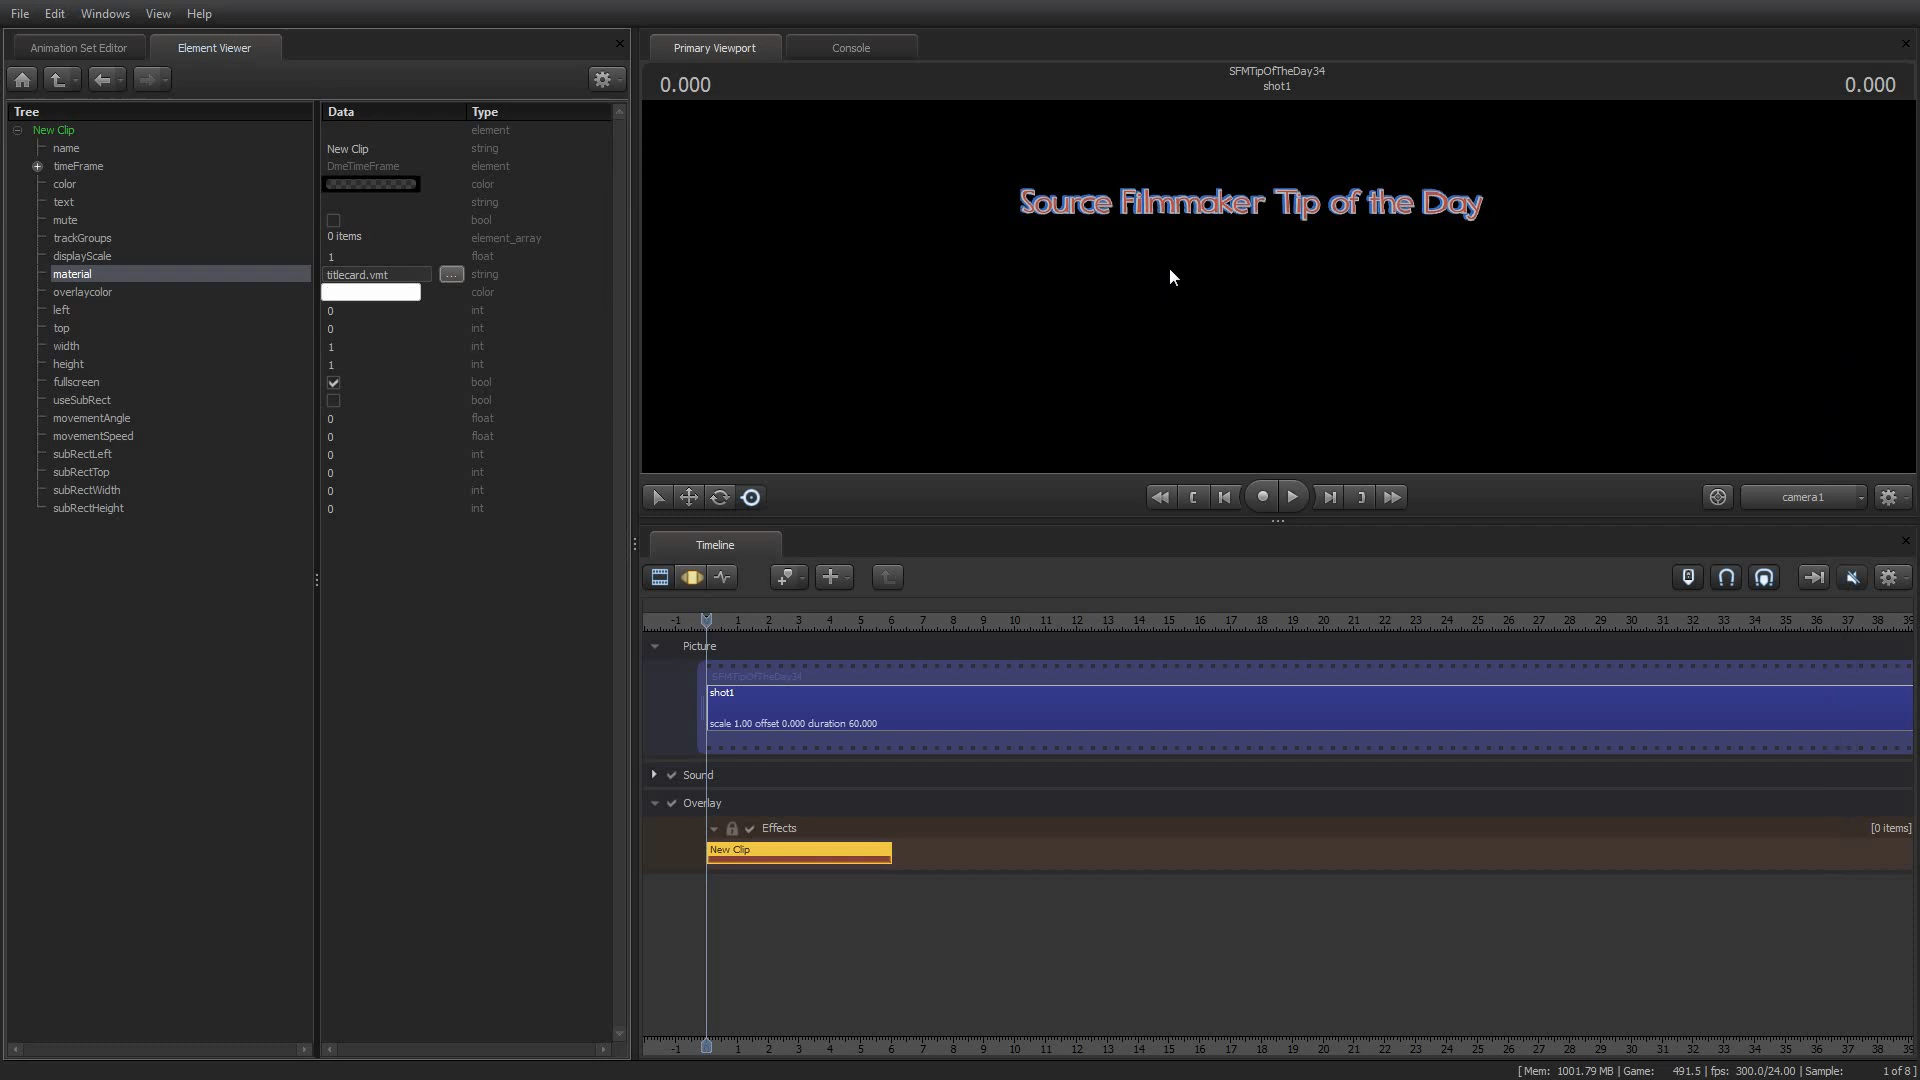 File Edit Windows View Help
Animation Set Editor Element Viewer
Primary Viewport Console
SFMTipOfTheDay34
0.000 shot1 0.000
Tree Data Type
New Clip element
name New Clip string
timeFrame DmeTimeFrame element
color color
text string
mute bool
trackGroups 0 items element_array
displayScale 1 float
material titlecard.vmt ... string
overlaycolor color
left 0 int
top 0 int
width 1 int
height 1 int
fullscreen bool
useSubRect bool
movementAngle 0 float
movementSpeed 0 float
subRectLeft 0 int
subRectTop 0 int
subRectWidth 0 int
subRectHeight 0 int
Source Filmmaker Tip of the Day
camera1
Timeline
-1 1 2 3 4 5 6 7 8 9 10 11 12 13 14 15 16 17 18 19 20 21 22 23 24 25 26 27 28 29 30 31 32 33 34 35 36 37 38 39
Picture
SFMTipOfTheDay34
shot1
scale 1.00 offset 0.000 duration 60.000
Sound
Overlay
Effects [0 items]
New Clip
-1 1 2 3 4 5 6 7 8 9 10 11 12 13 14 15 16 17 18 19 20 21 22 23 24 25 26 27 28 29 30 31 32 33 34 35 36 37 38 39
[ Mem: 1001.79 MB | Game: 491.5 | fps: 300.0/24.00 | Sample: 1 of 8 ]